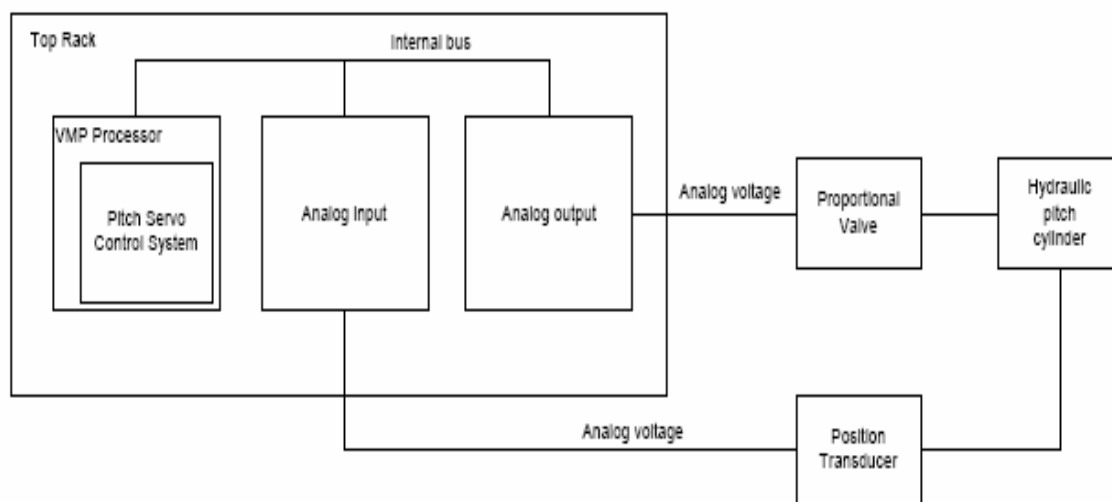 Top Rack
Internal bus
VMP Processor
Pitch Servo
Control System
Analog Input
Analog output
Analog voltage
Proportional
Valve
Hydraulic
pitch
cylinder
Analog voltage
Position
Transducer